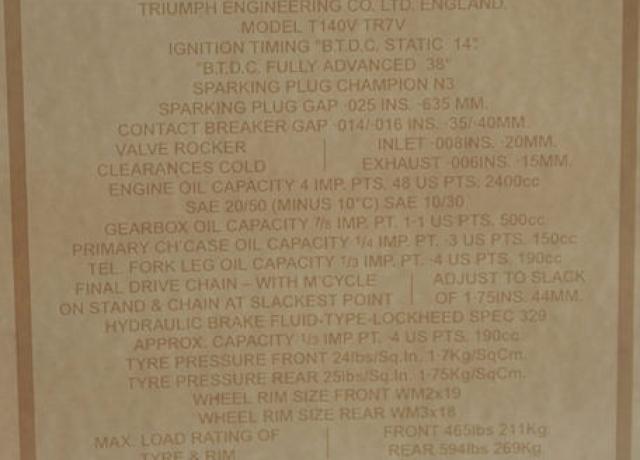 TRIUMPH ENGINEERING CO. LTD. ENGLAND.
MODEL T140V TR7V
IGNITION TIMING °B.T.D.C. STATIC 14°
°B.T.D.C. FULLY ADVANCED 38°
SPARKING PLUG CHAMPION N3
SPARKING PLUG GAP ·025 INS. ·635 MM.
CONTACT BREAKER GAP ·014/·016 INS. ·35/·40MM.
VALVE ROCKER | INLET ·008INS. ·20MM.
CLEARANCES COLD | EXHAUST ·006INS. ·15MM.
ENGINE OIL CAPACITY 4 IMP. PTS. 48 US PTS. 2400cc
SAE 20/50 (MINUS 10°C) SAE 10/30
GEARBOX OIL CAPACITY 7/8 IMP. PT. 1·1 US PTS. 500cc
PRIMARY CH'CASE OIL CAPACITY 1/4 IMP. PT. ·3 US PTS. 150cc
TEL. FORK LEG OIL CAPACITY 1/3 IMP. PT. ·4 US PTS. 190cc
FINAL DRIVE CHAIN – WITH M'CYCLE | ADJUST TO SLACK
ON STAND & CHAIN AT SLACKEST POINT | OF 1·75INS. 44MM.
HYDRAULIC BRAKE FLUID-TYPE-LOCKHEED SPEC 329
APPROX. CAPACITY 1/3 IMP PT. ·4 US PTS. 190cc
TYRE PRESSURE FRONT 24lbs/Sq.In. 1·7Kg/SqCm.
TYRE PRESSURE REAR 25lbs/Sq.In. 1·75Kg/SqCm.
WHEEL RIM SIZE FRONT WM2x19
WHEEL RIM SIZE REAR WM3x18
MAX. LOAD RATING OF | FRONT 465lbs 211Kg.
TYRE & RIM | REAR 594lbs 269Kg.